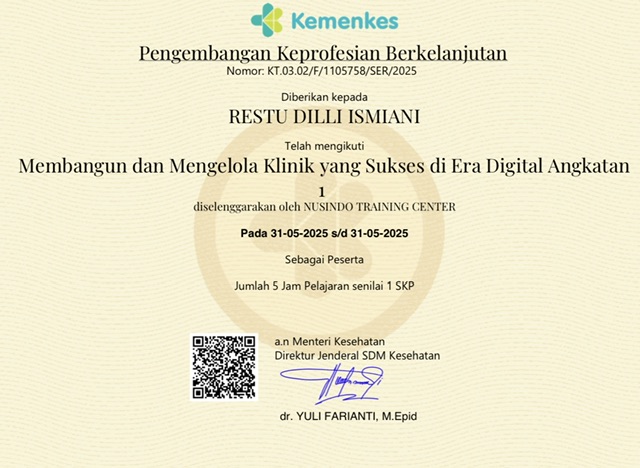 Kemenkes
Pengembangan Keprofesian Berkelanjutan
Nomor: KT.03.02/F/1105758/SER/2025
Diberikan kepada
RESTU DILLI ISMIANI
Telah mengikuti
Membangun dan Mengelola Klinik yang Sukses di Era Digital Angkatan
1
diselenggarakan oleh NUSINDO TRAINING CENTER
Pada 31-05-2025 s/d 31-05-2025
Sebagai Peserta
Jumlah 5 Jam Pelajaran senilai 1 SKP
a.n Menteri Kesehatan
Direktur Jenderal SDM Kesehatan
dr. YULI FARIANTI, M.Epid